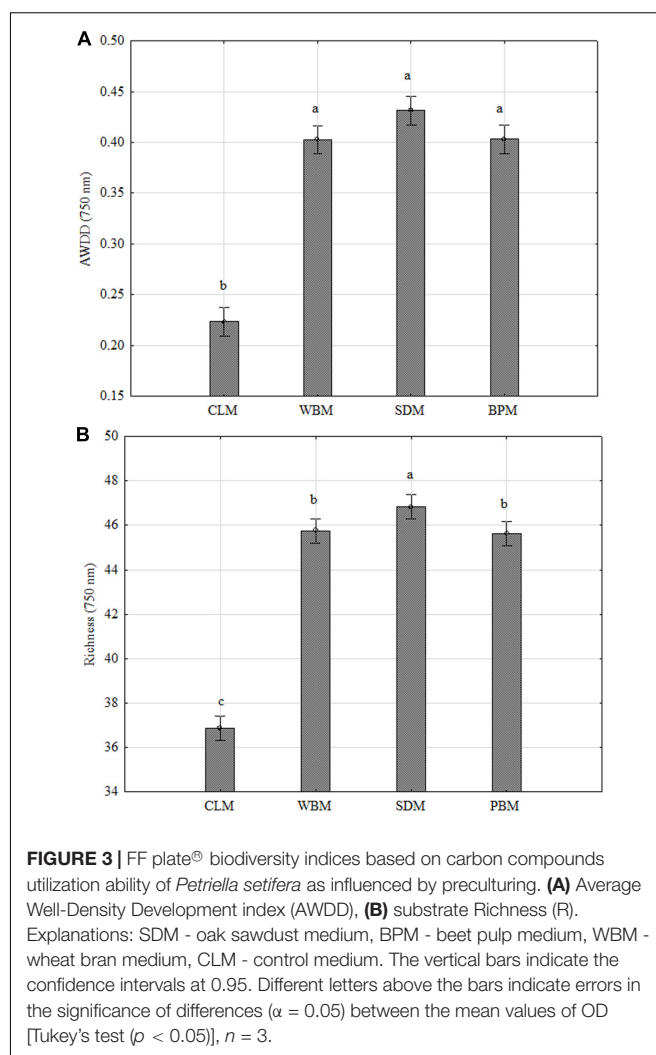 A
0.50
0.45
0.40
0.35
0.30
0.25
0.20
0.15
AWDD (750 nm)
b
a
a
a
CLM
WBM
SDM
BPM
B
50
48
46
44
42
40
38
36
34
Richness (750 nm)
c
b
a
b
CLM
WBM
SDM
PBM
FIGURE 3 | FF plate® biodiversity indices based on carbon compounds
utilization ability of Petriella setifera as influenced by preculturing. (A) Average
Well-Density Development index (AWDD), (B) substrate Richness (R).
Explanations: SDM - oak sawdust medium, BPM - beet pulp medium, WBM -
wheat bran medium, CLM - control medium. The vertical bars indicate the
confidence intervals at 0.95. Different letters above the bars indicate errors in
the significance of differences (α = 0.05) between the mean values of OD
[Tukey's test (p < 0.05)], n = 3.